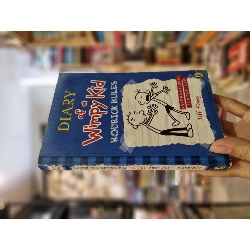 DIARY
of a
Wimpy Kid
RODRICK RULES
Jeff Kinney